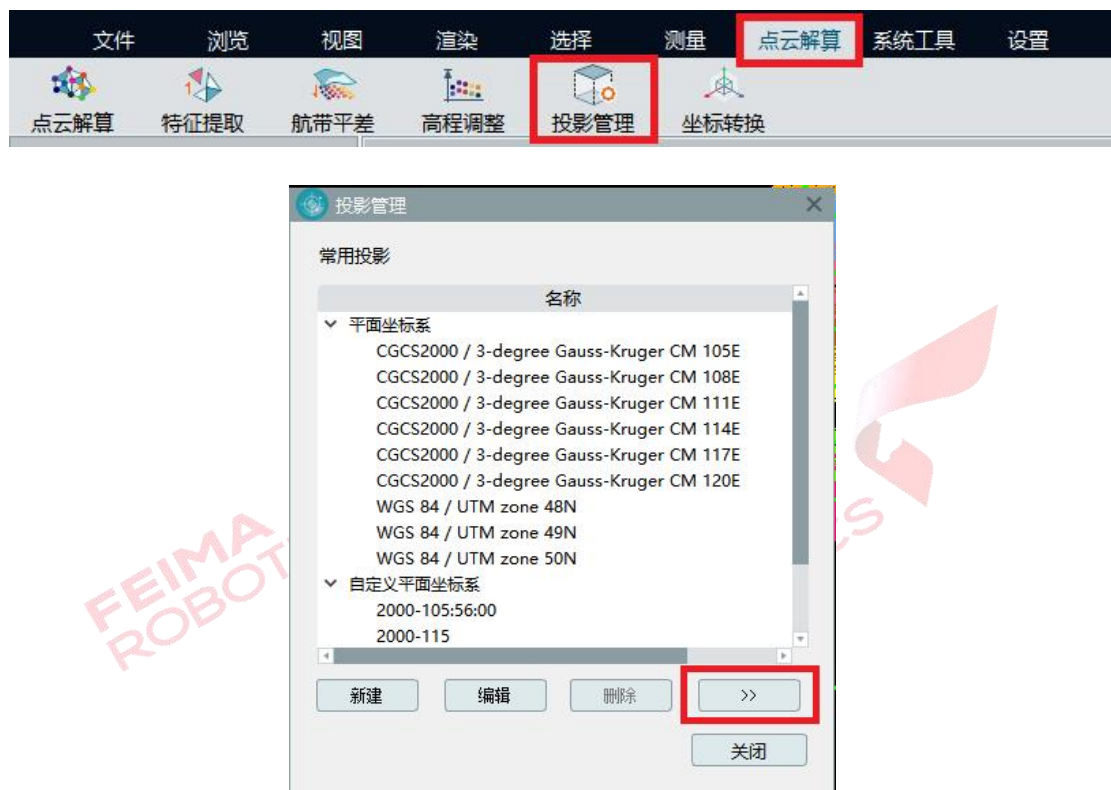 文件 浏览 视图 渲染 选择 测量 点云解算 系统工具 设置
点云解算 特征提取 航带平差 高程调整 投影管理 坐标转换
投影管理
常用投影
名称
平面坐标系
CGCS2000 / 3-degree Gauss-Kruger CM 105E
CGCS2000 / 3-degree Gauss-Kruger CM 108E
CGCS2000 / 3-degree Gauss-Kruger CM 111E
CGCS2000 / 3-degree Gauss-Kruger CM 114E
CGCS2000 / 3-degree Gauss-Kruger CM 117E
CGCS2000 / 3-degree Gauss-Kruger CM 120E
WGS 84 / UTM zone 48N
WGS 84 / UTM zone 49N
WGS 84 / UTM zone 50N
自定义平面坐标系
2000-105:56:00
2000-115
新建 编辑 删除 >>
关闭
FEIMA